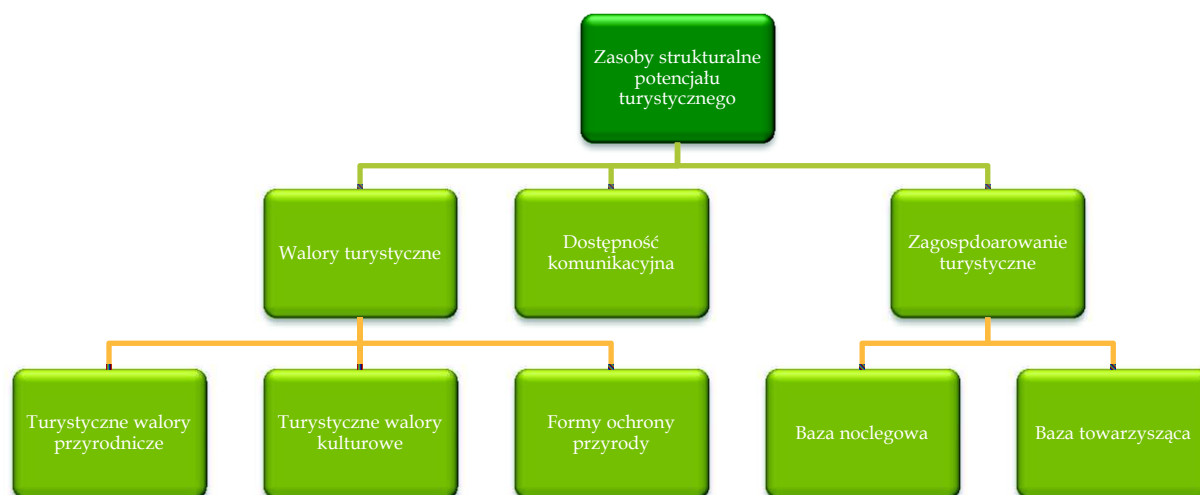 Zasoby strukturalne
potencjału
turystycznego
Walory turystyczne
Dostępność
komunikacyjna
Zagospdoarowanie
turystyczne
Turystyczne walory
przyrodnicze
Turystyczne walory
kulturowe
Formy ochrony
przyrody
Baza noclegowa
Baza towarzysząca